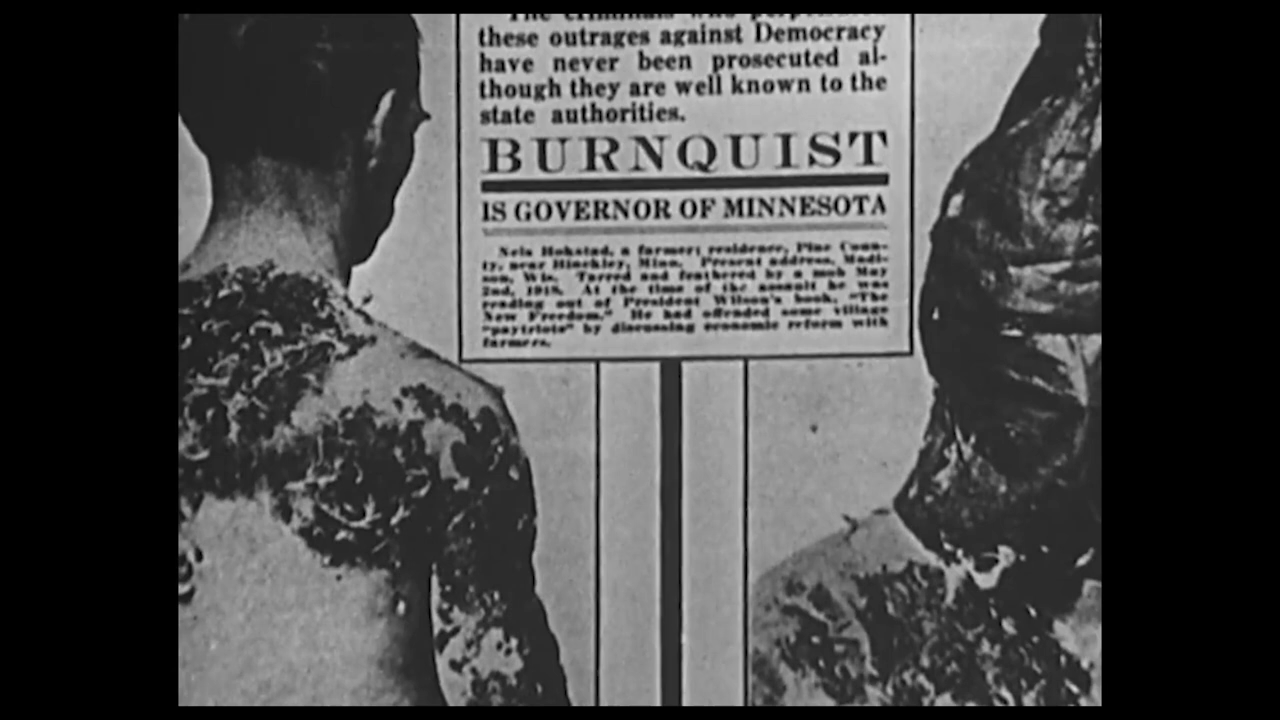 these outrages against Democracy
have never been prosecuted al-
though they are well known to the
state authorities.
BURNQUIST
IS GOVERNOR OF MINNESOTA
Nels Hokstad, a farmer; residence, Pine Coun-
ty, near Hinckley, Minn. Present address, Madi-
son, Wis. Tarred and feathered by a mob May
2nd, 1918. At the time of the assault he was
reading out of President Wilson's book, "The
New Freedom." He had offended some village
"paytriots" by discussing economic reform with
farmers.